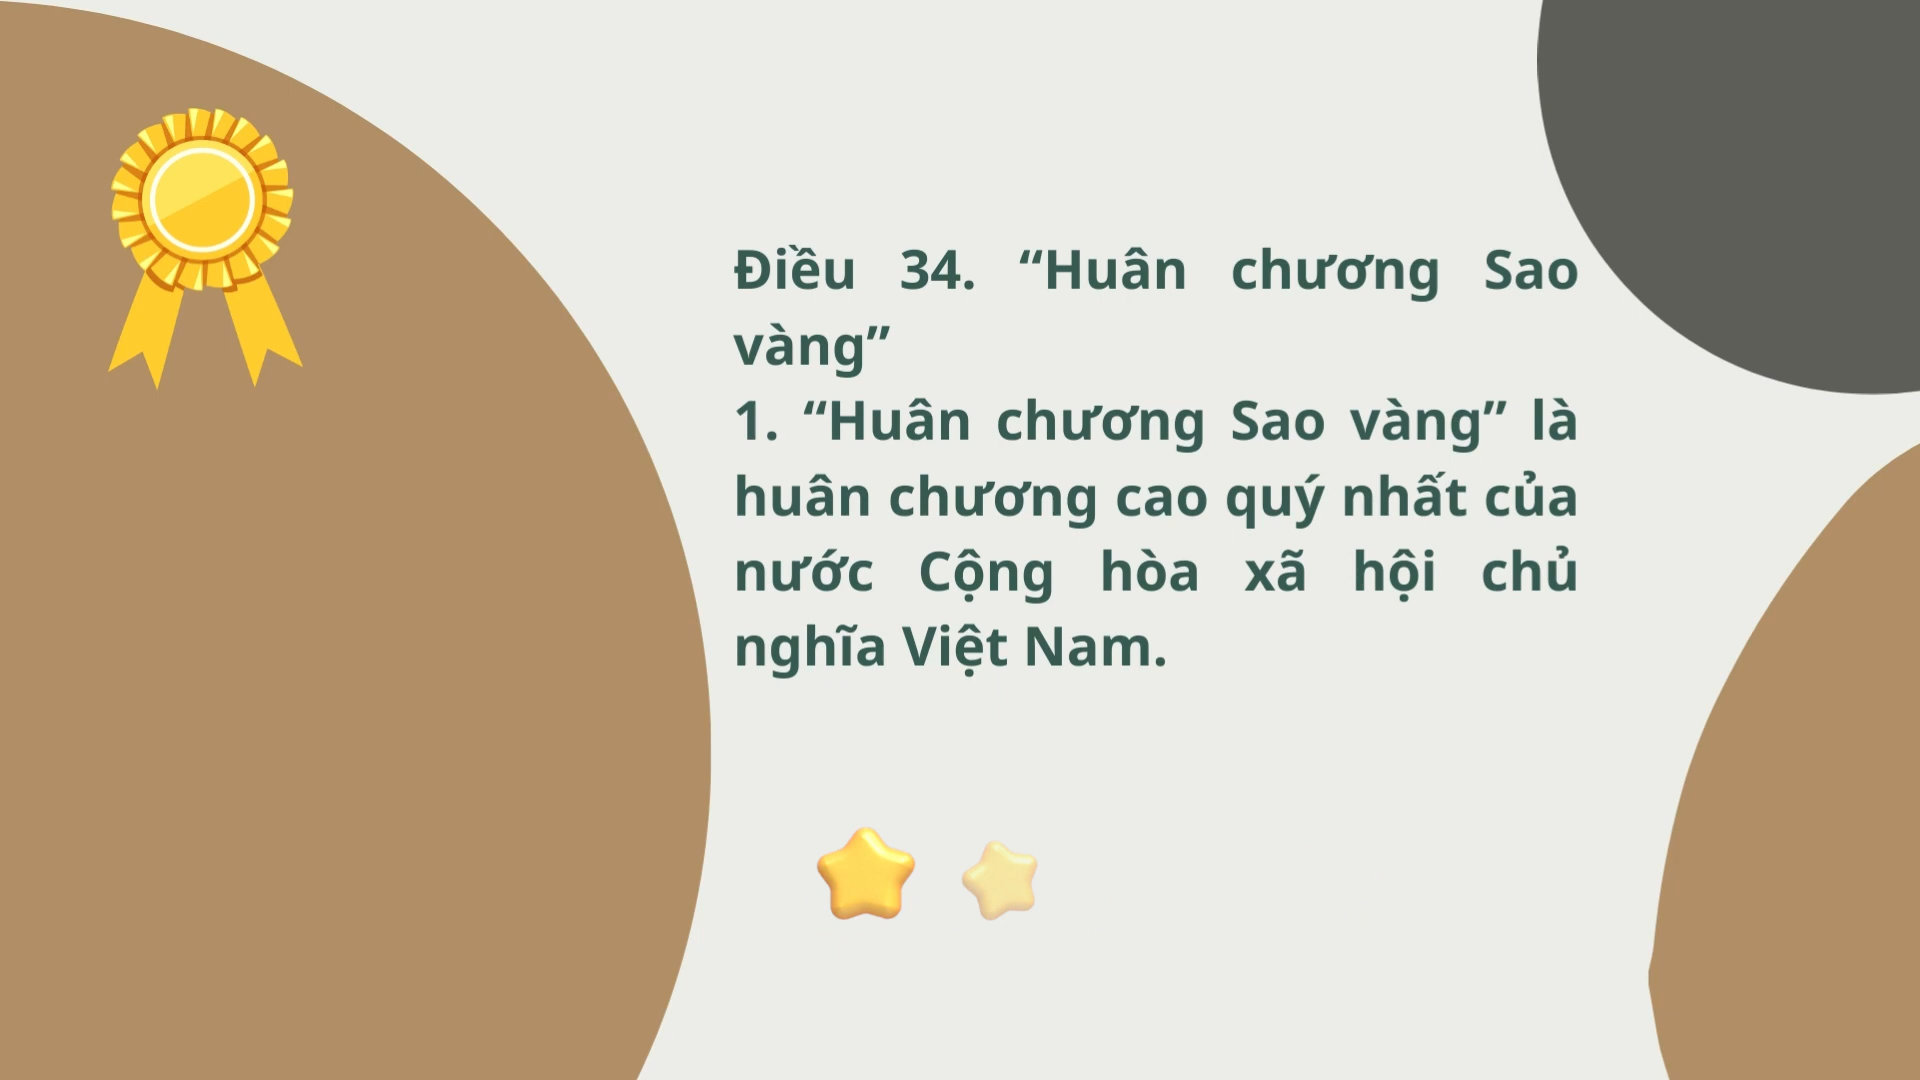 Điều 34. “Huân chương Sao
vàng”
1. “Huân chương Sao vàng” là
huân chương cao quý nhất của
nước Cộng hòa xã hội chủ
nghĩa Việt Nam.